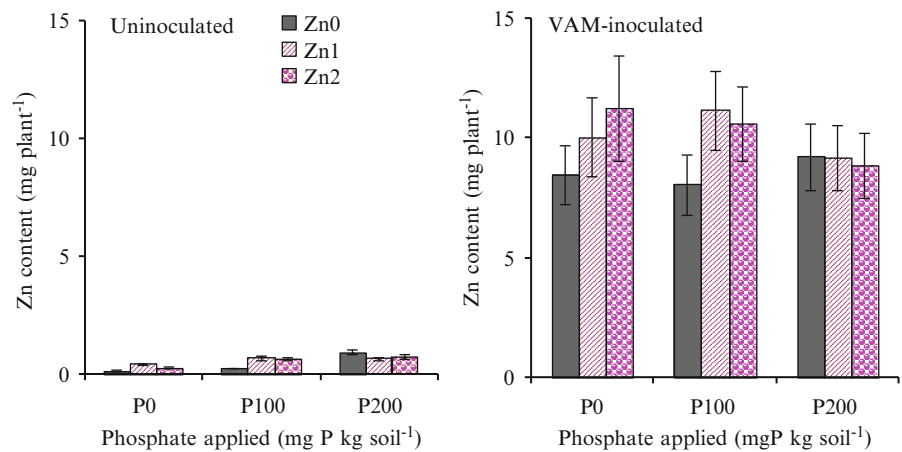 Uninoculated
Zn0
Zn1
Zn2
15
10
5
0
Zn content (mg plant⁻¹)
P0 P100 P200
Phosphate applied (mg P kg soil⁻¹)
VAM-inoculated
15
10
5
0
Zn content (mg plant⁻¹)
P0 P100 P200
Phosphate applied (mgP kg soil⁻¹)